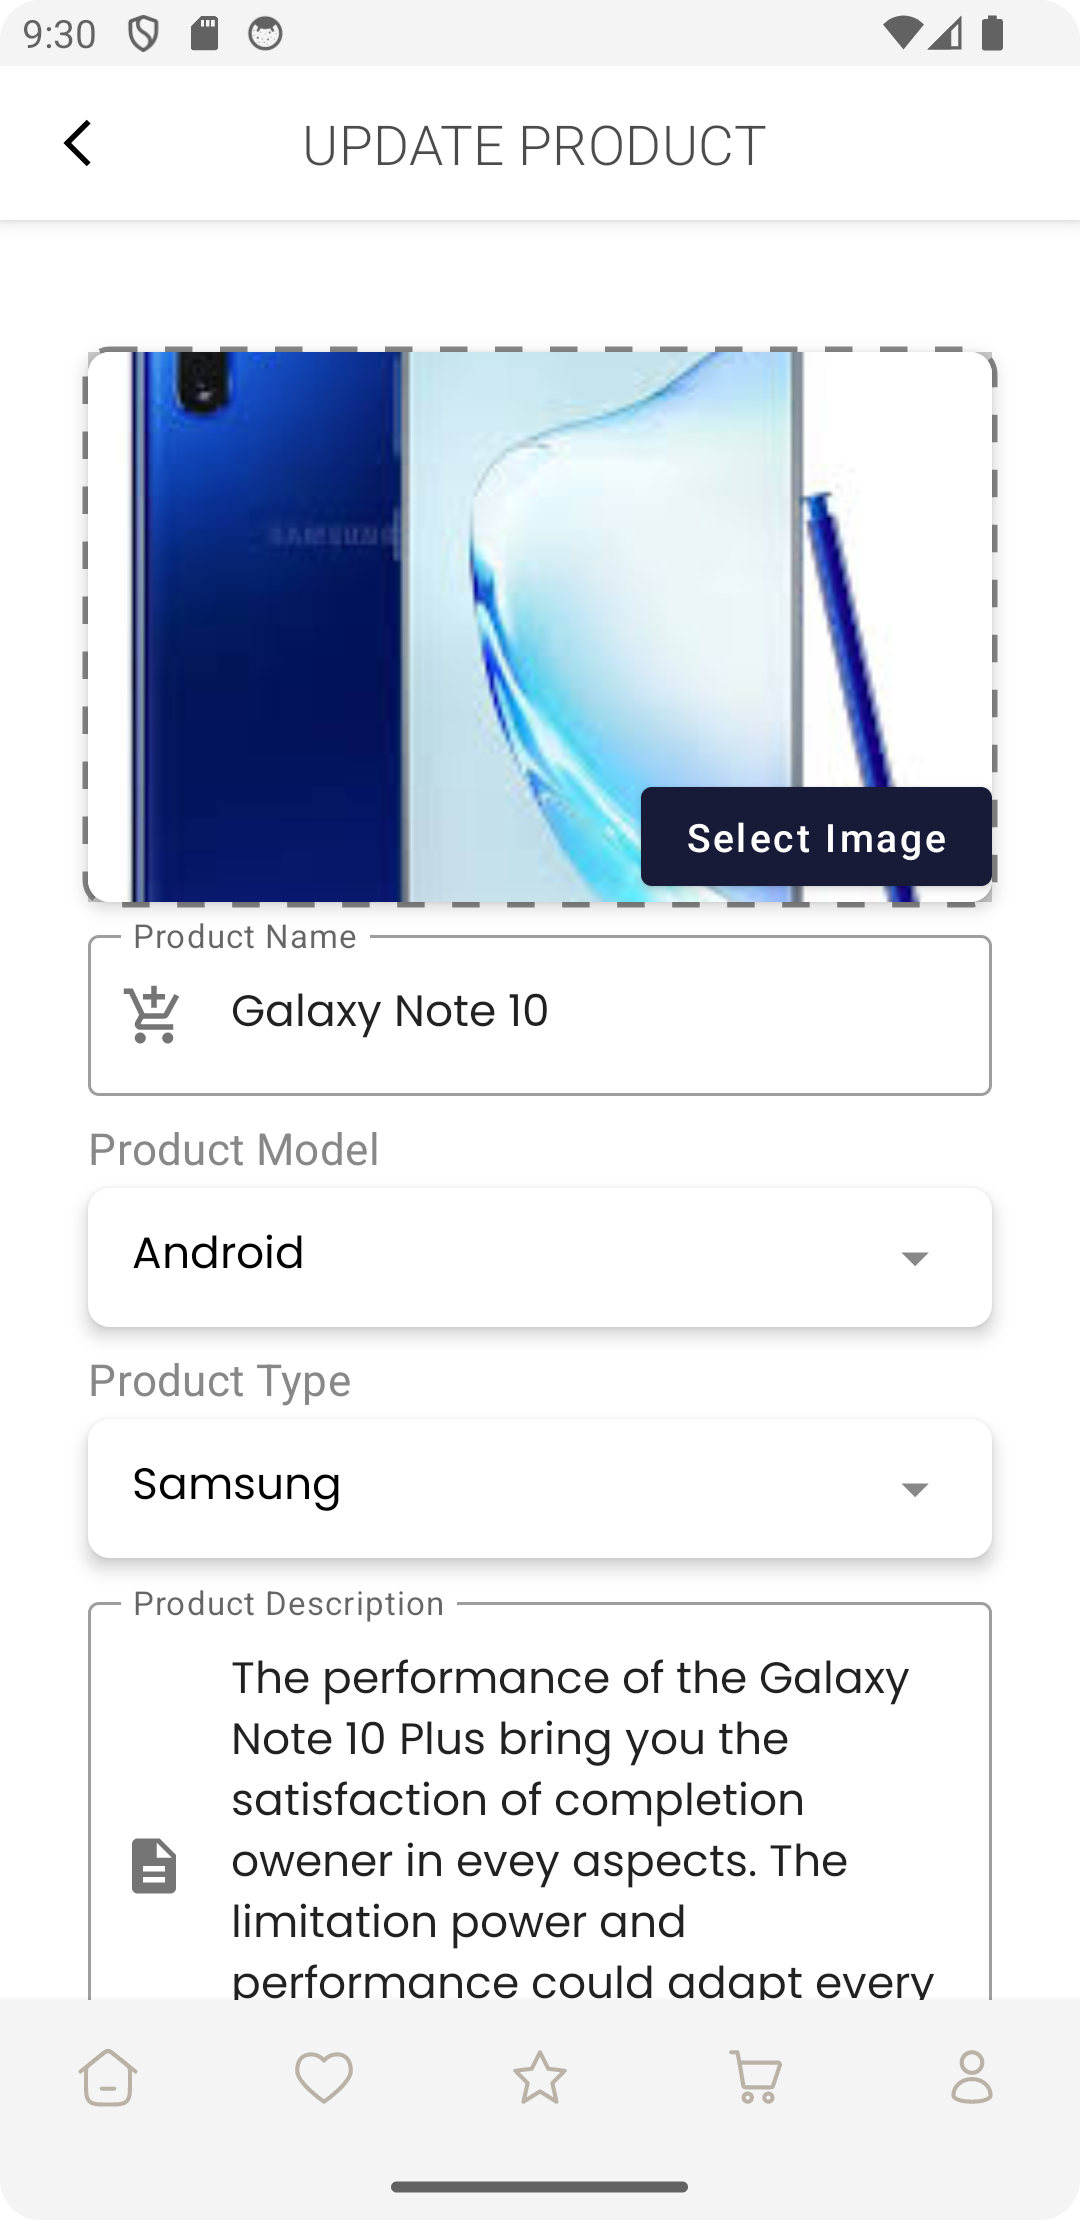 9:30
UPDATE PRODUCT
SAMSUNG
Select Image
Product Name
Galaxy Note 10
Product Model
Android
Product Type
Samsung
Product Description
The performance of the Galaxy
Note 10 Plus bring you the
satisfaction of completion
owener in evey aspects. The
limitation power and
performance could adapt every